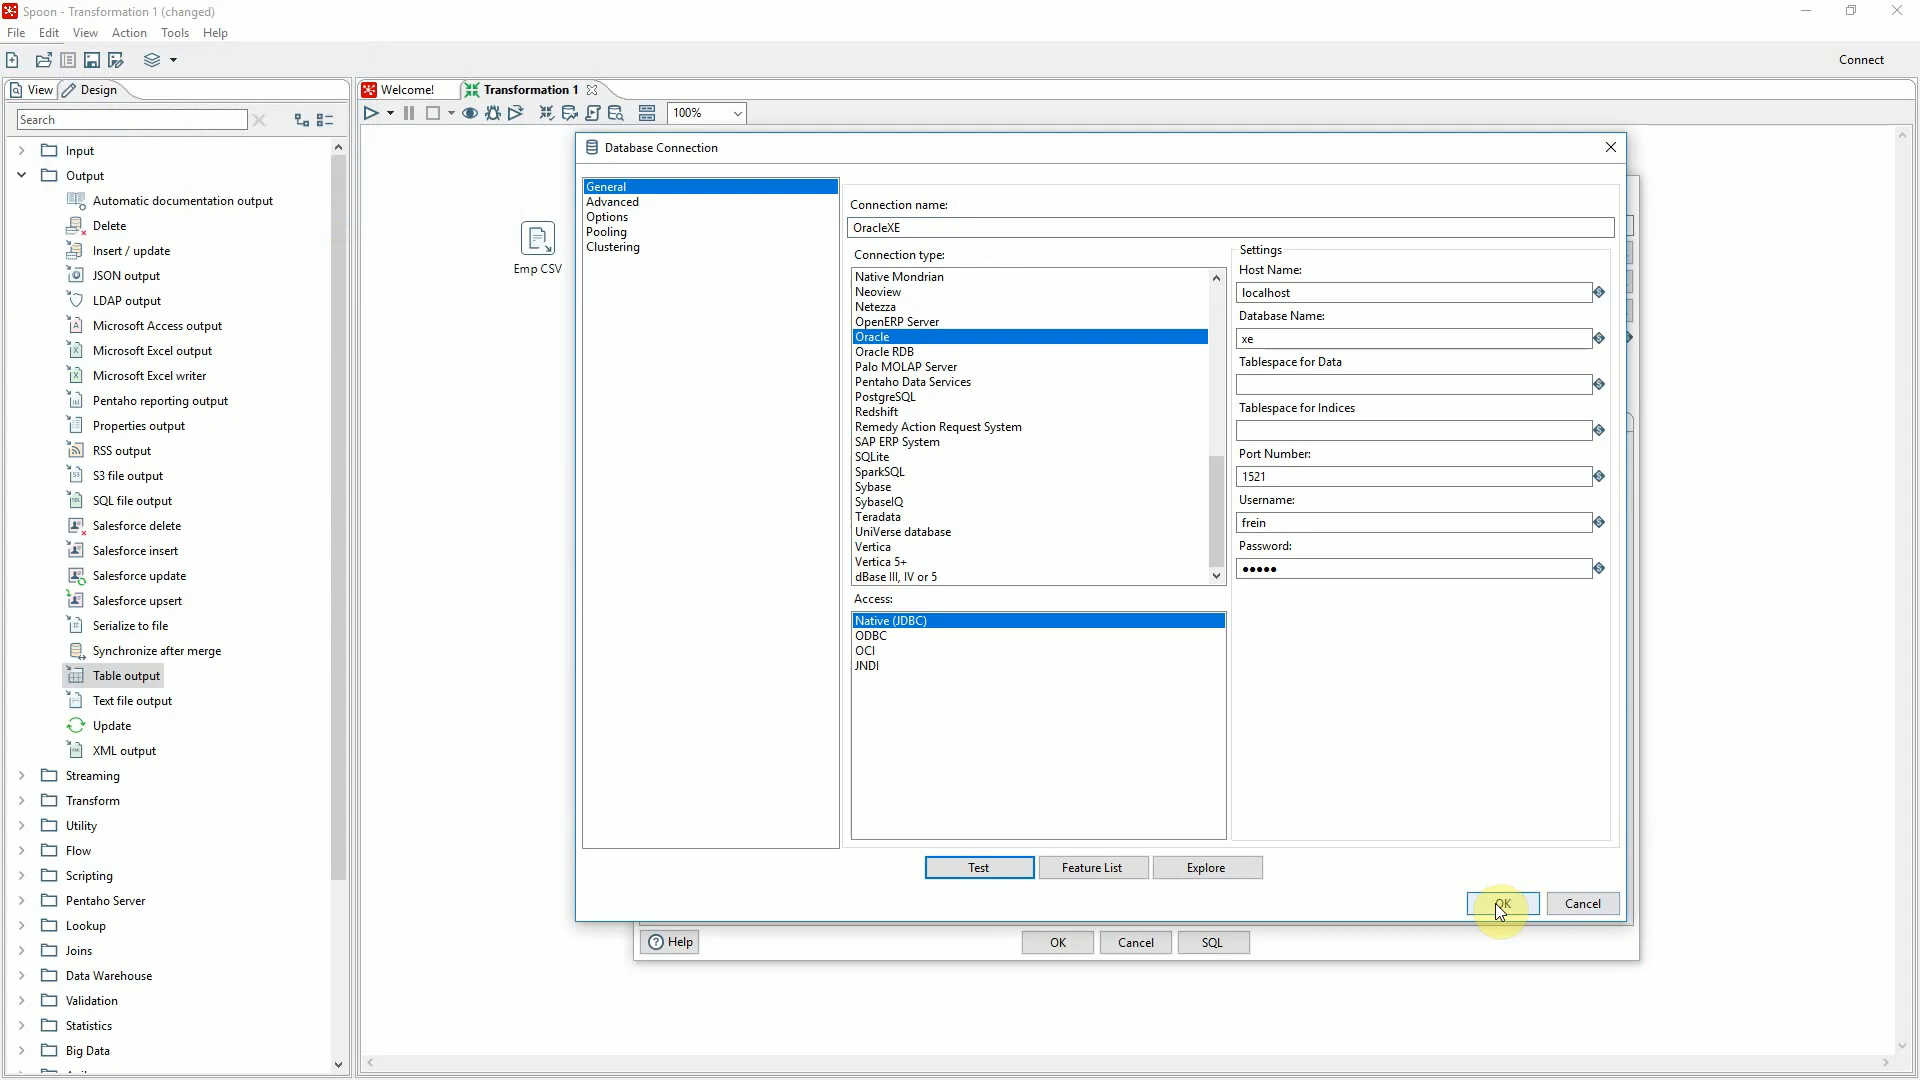 Spoon - Transformation 1 (changed)
File Edit View Action Tools Help
Connect
View Design
Welcome! Transformation 1
Search
100%
Input
Output
Automatic documentation output
Delete
Insert / update
JSON output
LDAP output
Microsoft Access output
Microsoft Excel output
Microsoft Excel writer
Pentaho reporting output
Properties output
RSS output
S3 file output
SQL file output
Salesforce delete
Salesforce insert
Salesforce update
Salesforce upsert
Serialize to file
Synchronize after merge
Table output
Text file output
Update
XML output
Streaming
Transform
Utility
Flow
Scripting
Pentaho Server
Lookup
Joins
Data Warehouse
Validation
Statistics
Big Data
Emp CSV
Database Connection
General
Advanced
Options
Pooling
Clustering
Connection name:
OracleXE
Connection type:
Native Mondrian
Neoview
Netezza
OpenERP Server
Oracle
Oracle RDB
Palo MOLAP Server
Pentaho Data Services
PostgreSQL
Redshift
Remedy Action Request System
SAP ERP System
SQLite
SparkSQL
Sybase
SybaseIQ
Teradata
UniVerse database
Vertica
Vertica 5+
dBase III, IV or 5
Access:
Native (JDBC)
ODBC
OCI
JNDI
Settings
Host Name:
localhost
Database Name:
xe
Tablespace for Data
Tablespace for Indices
Port Number:
1521
Username:
frein
Password:
●●●●●
Test Feature List Explore
OK Cancel
Help OK Cancel SQL